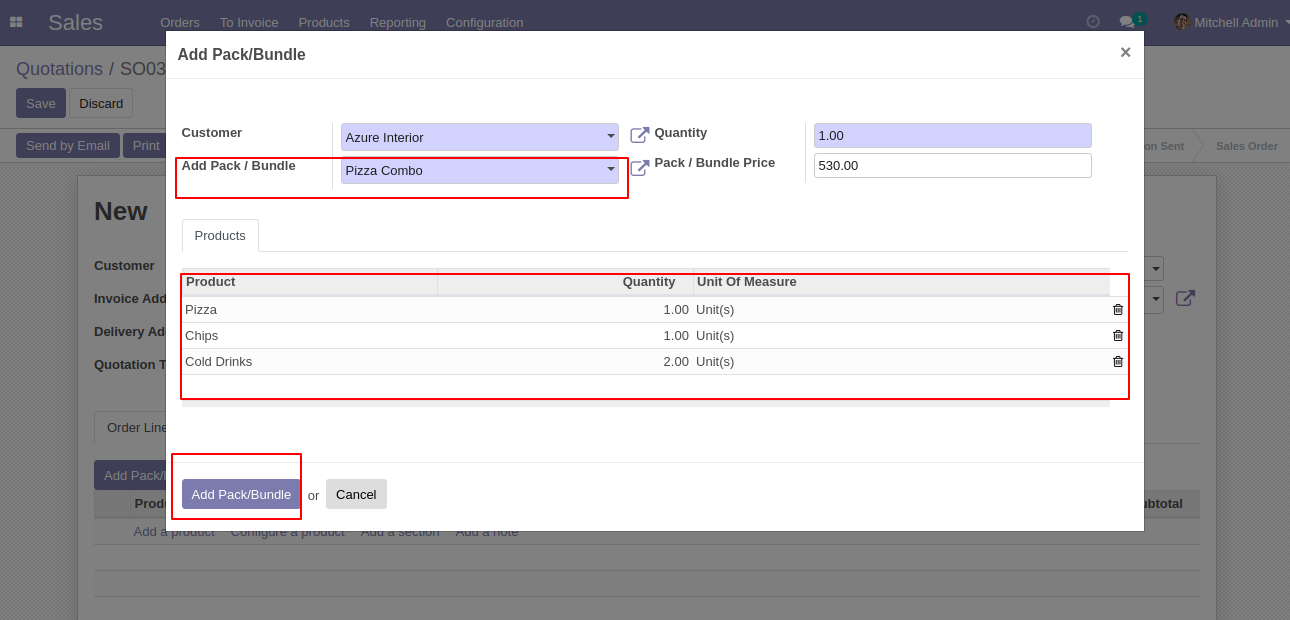 Sales Orders To Invoice Products Reporting Configuration 1 Mitchell Admin
Add Pack/Bundle ×
Quotations / SO03
Save Discard
Customer Azure Interior Quantity 1.00
Send by Email Print on Sent Sales Order
Add Pack / Bundle Pizza Combo Pack / Bundle Price 530.00
New
Products
Customer
Product Quantity Unit Of Measure
Invoice Add
Pizza 1.00 Unit(s)
Delivery Ad
Chips 1.00 Unit(s)
Quotation T
Cold Drinks 2.00 Unit(s)
Order Line
Add Pack/
Add Pack/Bundle or Cancel
Produ ubtotal
Add a product Configure a product Add a section Add a note